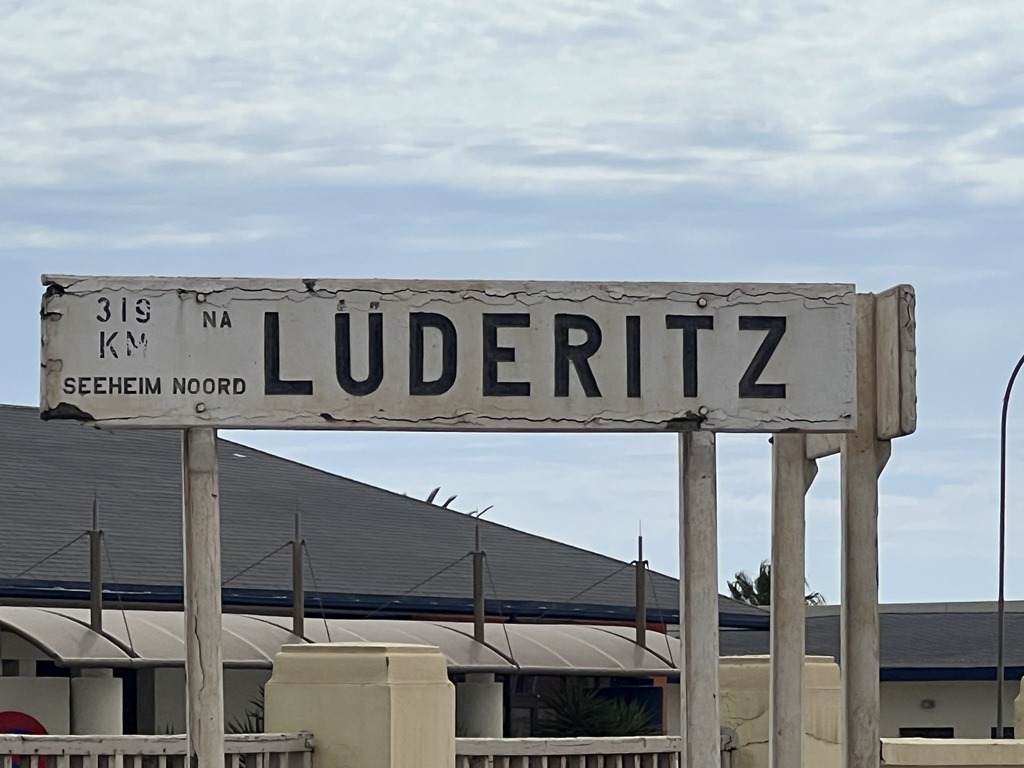 319 NA
KM
SEEHEIM NOORD
LÜDERITZ